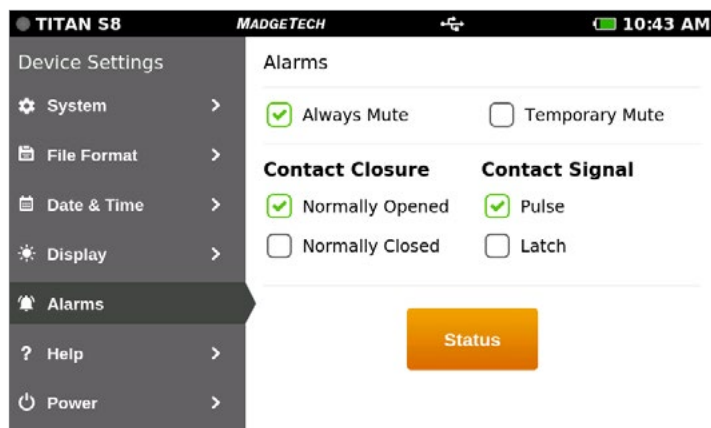 TITAN S8 MADGETECH 10:43 AM
Device Settings
System
File Format
Date & Time
Display
Alarms
? Help
Power
Alarms
Always Mute Temporary Mute
Contact Closure Contact Signal
Normally Opened Pulse
Normally Closed Latch
Status